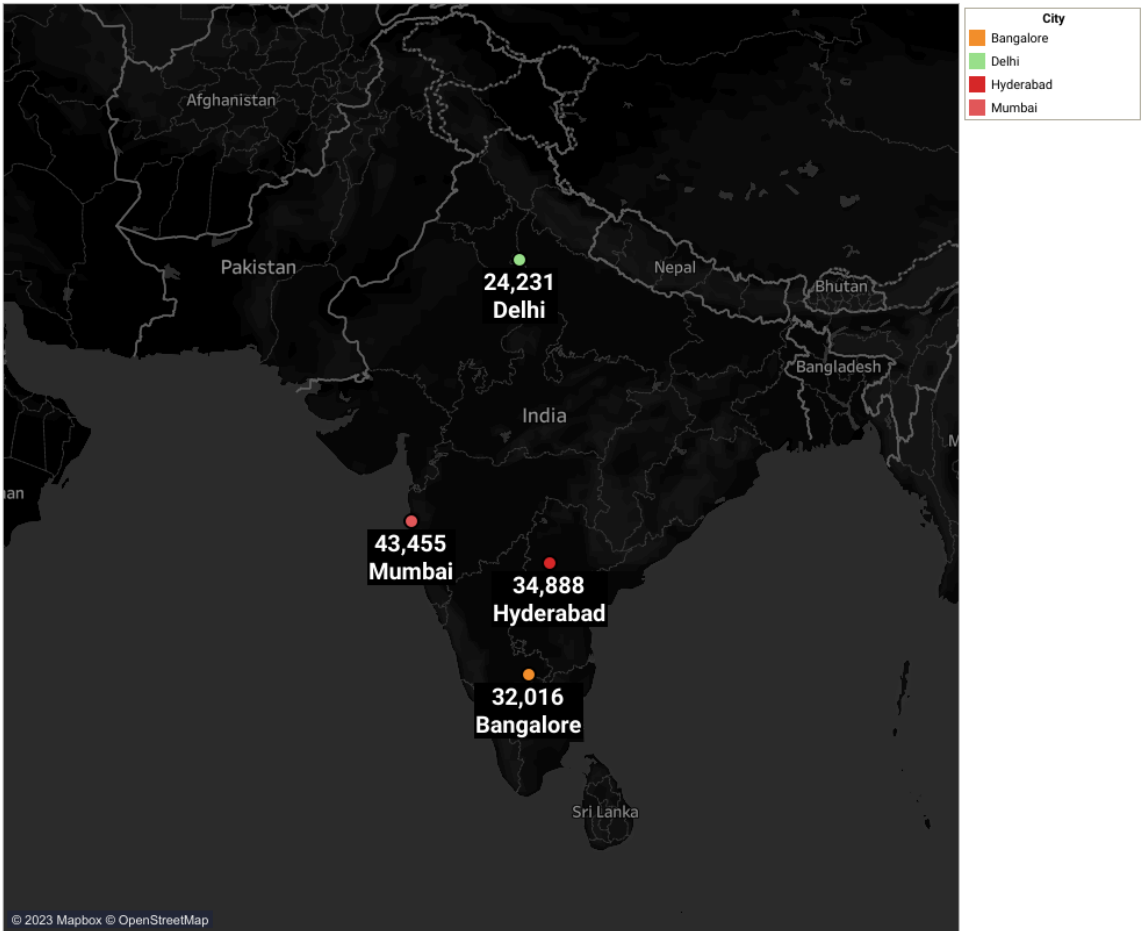 City
Bangalore
Delhi
Hyderabad
Mumbai
Afghanistan
Pakistan
Nepal
Bhutan
24,231
Delhi
Bangladesh
India
M
an
43,455
Mumbai
34,888
Hyderabad
32,016
Bangalore
Sri Lanka
© 2023 Mapbox © OpenStreetMap